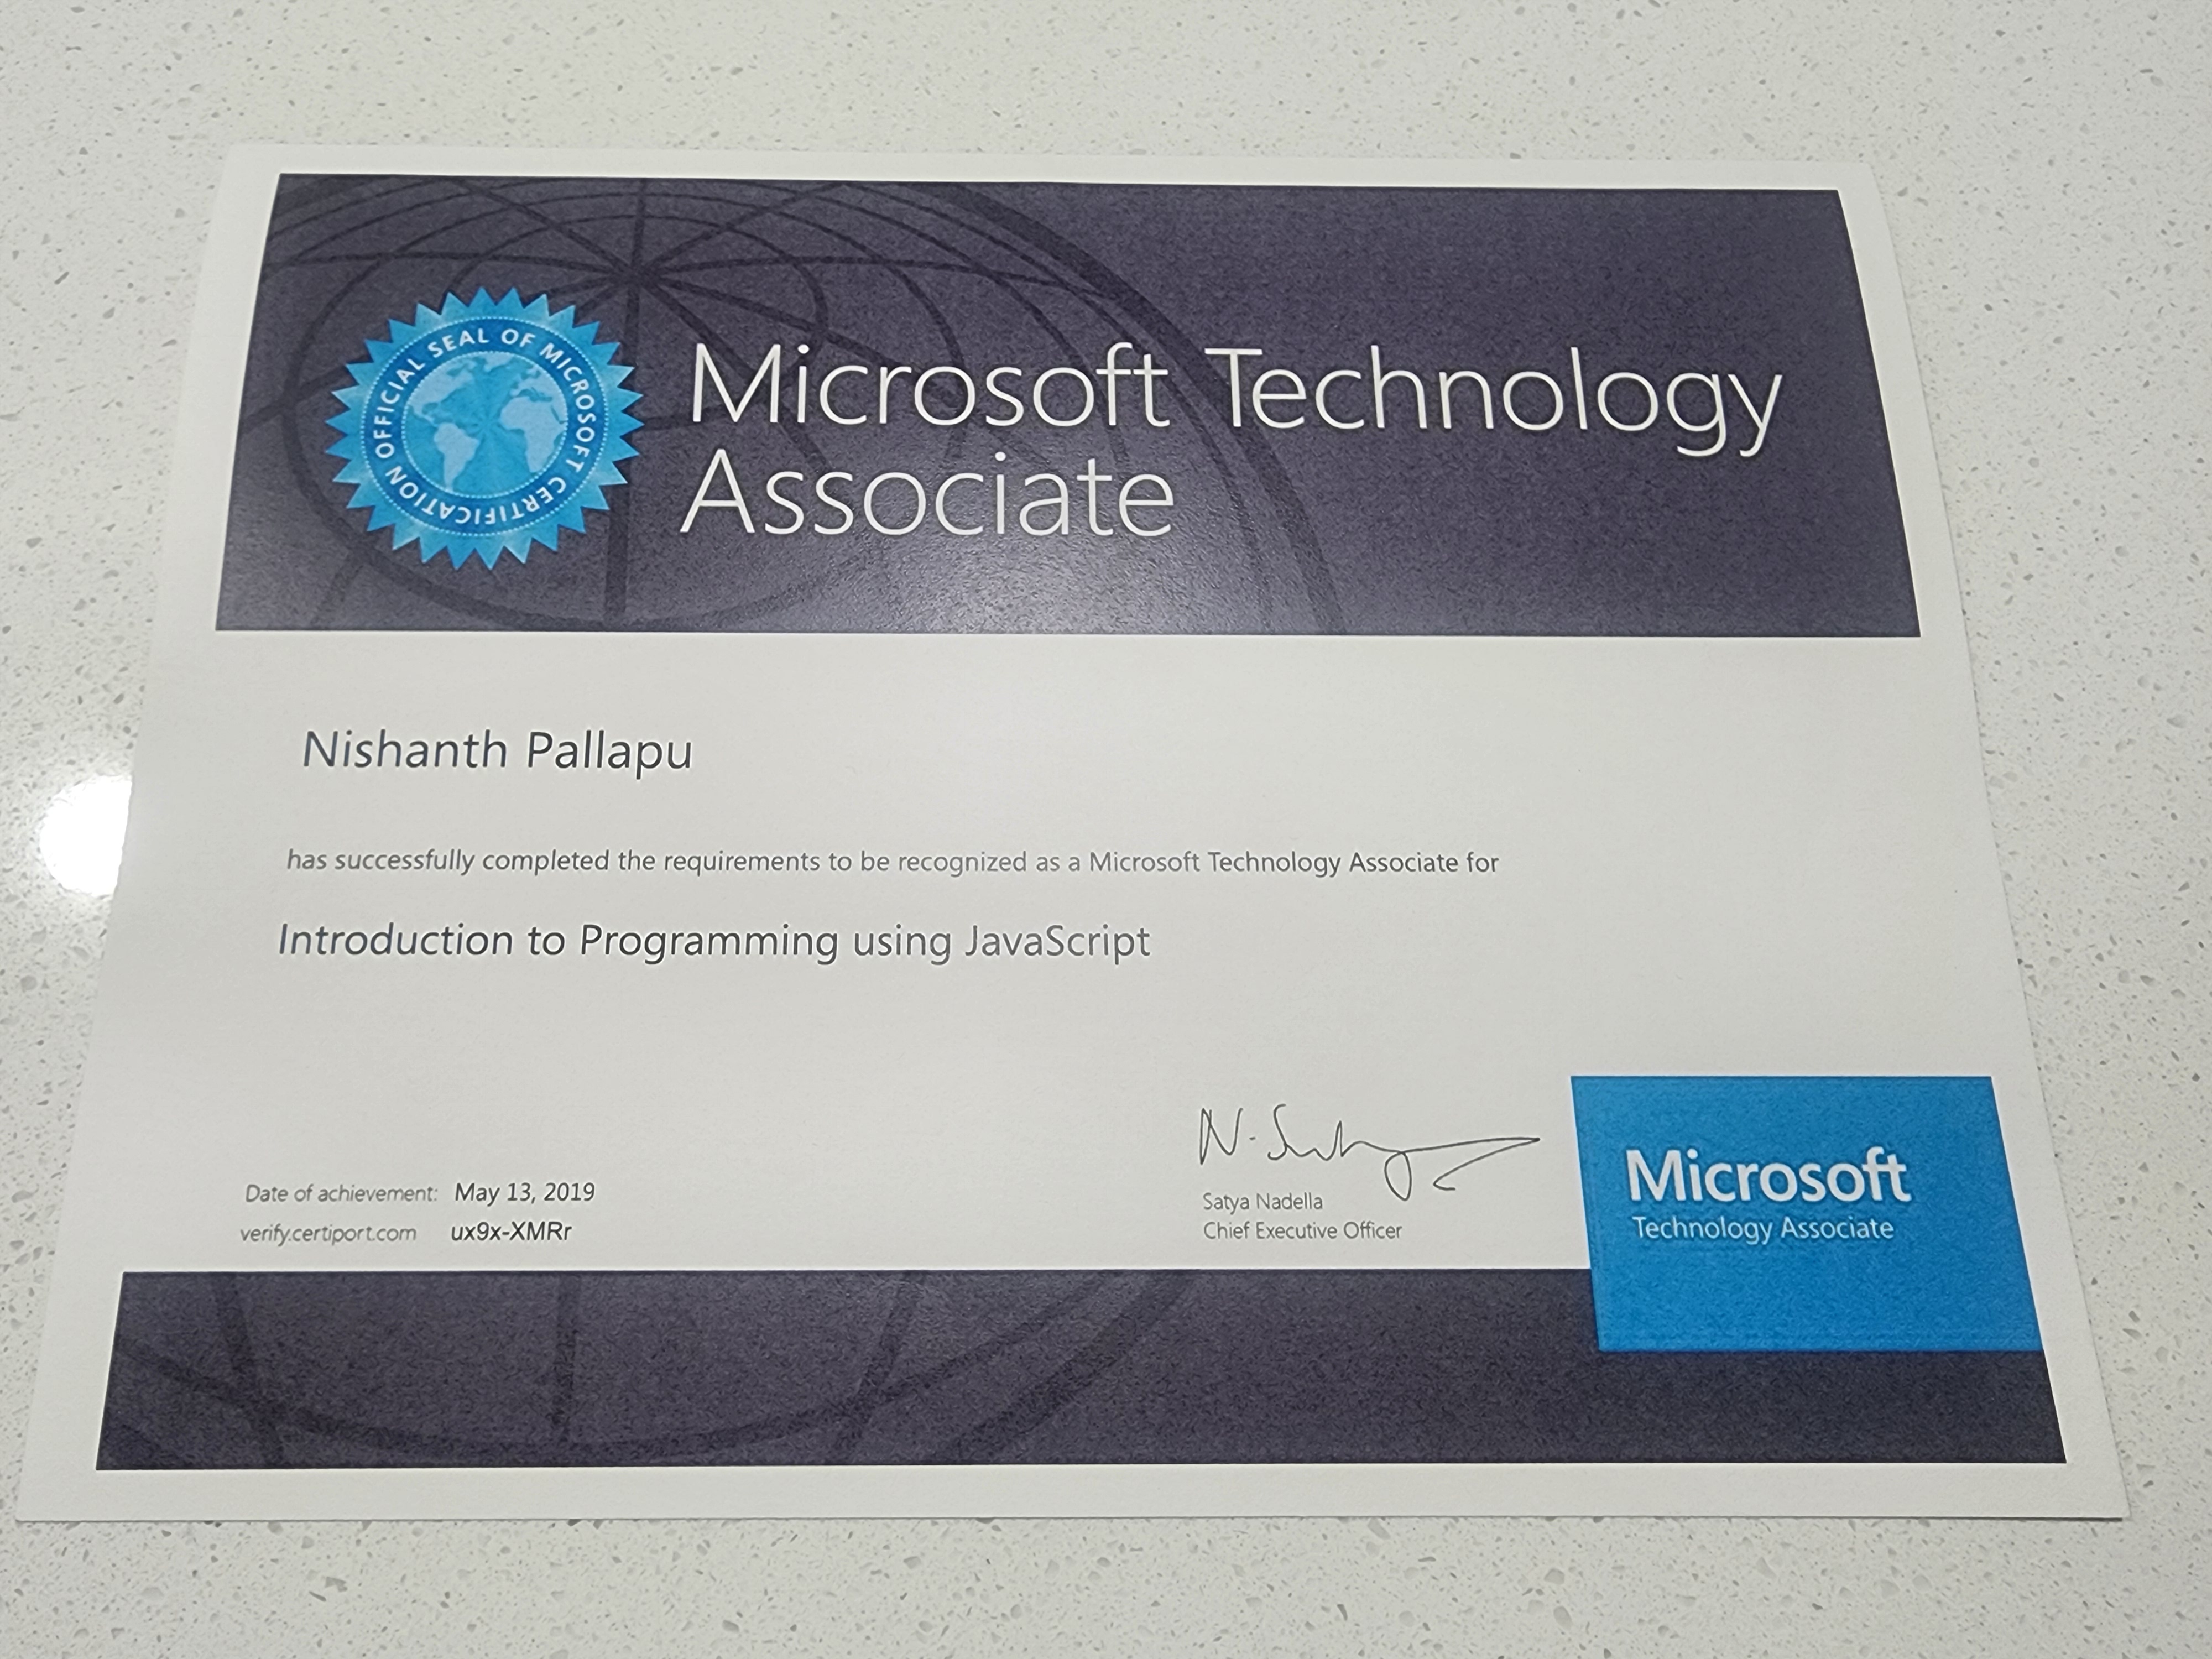 OFFICIAL SEAL OF MICROSOFT CERTIFICATION
Microsoft Technology
Associate
Nishanth Pallapu
has successfully completed the requirements to be recognized as a Microsoft Technology Associate for
Introduction to Programming using JavaScript
N. Satya
Satya Nadella
Chief Executive Officer
Date of achievement: May 13, 2019
verify.certiport.com ux9x-XMRr
Microsoft
Technology Associate